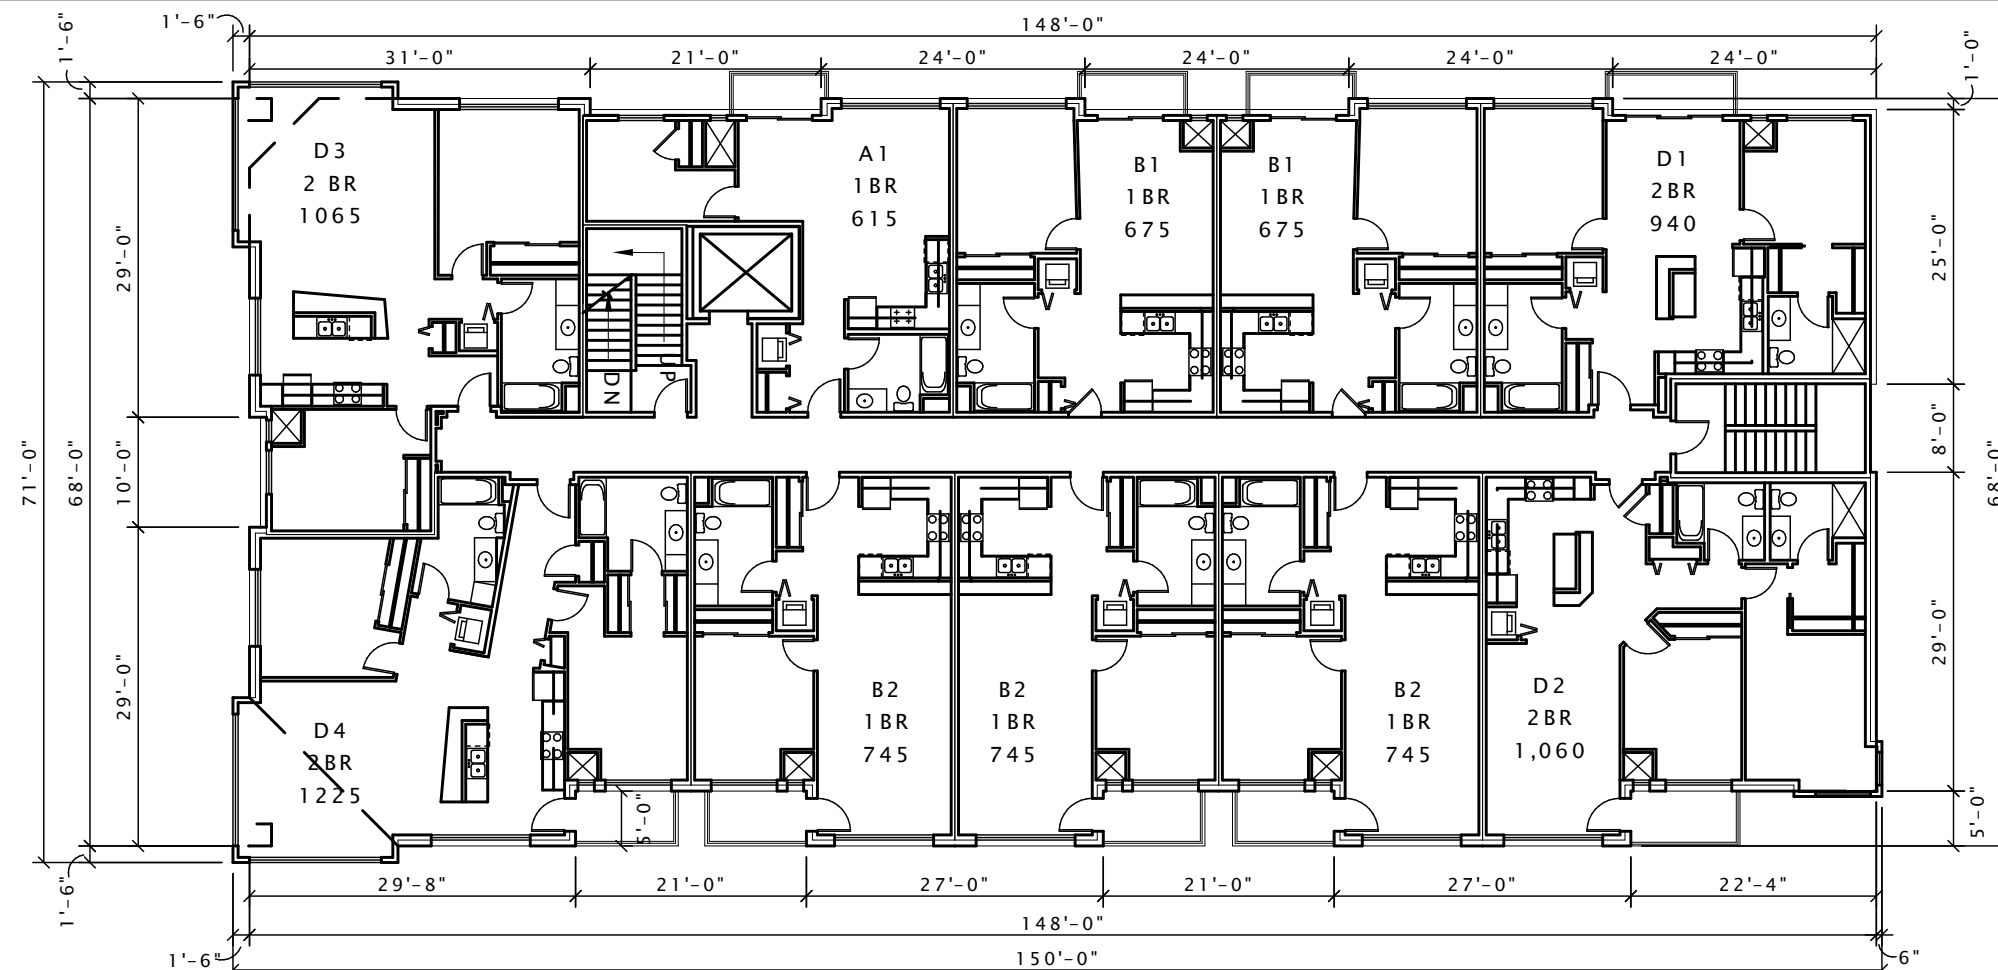 1'-6"
148'-0"
1'-6"
31'-0"
21'-0"
24'-0"
24'-0"
24'-0"
24'-0"
1'-0"
D3
2 BR
1065
A1
1BR
615
B1
1BR
675
B1
1BR
675
D1
2BR
940
29'-0"
25'-0"
UP
DN
71'-0"
68'-0"
10'-0"
8'-0"
68'-0"
29'-0"
29'-0"
D4
2BR
1225
B2
1BR
745
B2
1BR
745
B2
1BR
745
D2
2BR
1,060
5'-0"
5'-0"
1'-6"
29'-8"
21'-0"
27'-0"
21'-0"
27'-0"
22'-4"
148'-0"
1'-6"
150'-0"
6"